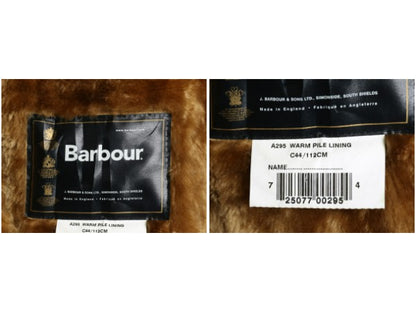 Barbour
J. BARBOUR & SONS LTD., SIMONSIDE, SOUTH SHIELDS
Made in England • Fabriqué en Angleterre
A295 WARM PILE LINING
C44/112CM
J. BARBOUR & SONS LTD., SIMONSIDE, SOUTH SHIELDS
Made in England • Fabriqué en Angleterre
A295 WARM PILE LINING
C44/112CM
NAME
7 25077 00295 4